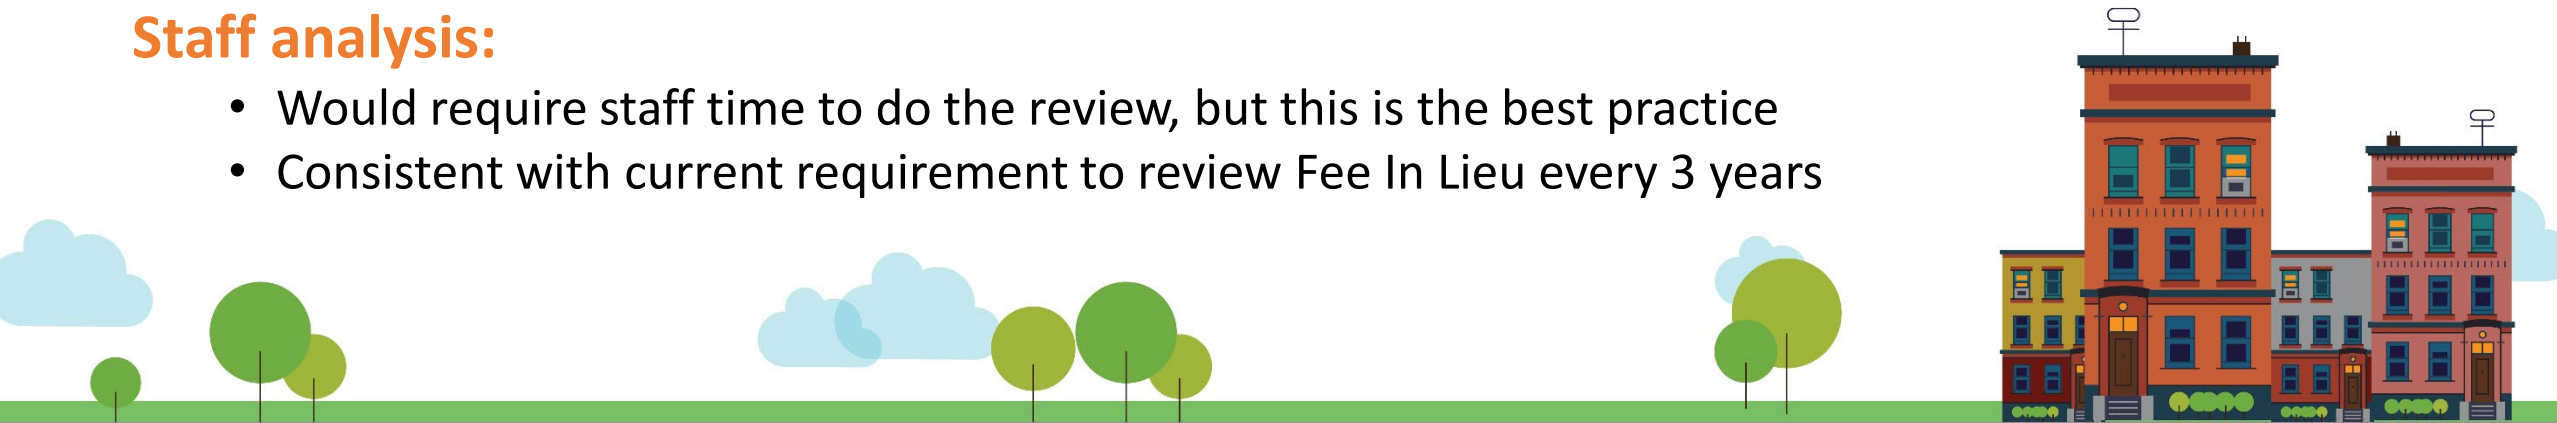 Staff analysis:
• Would require staff time to do the review, but this is the best practice
• Consistent with current requirement to review Fee In Lieu every 3 years